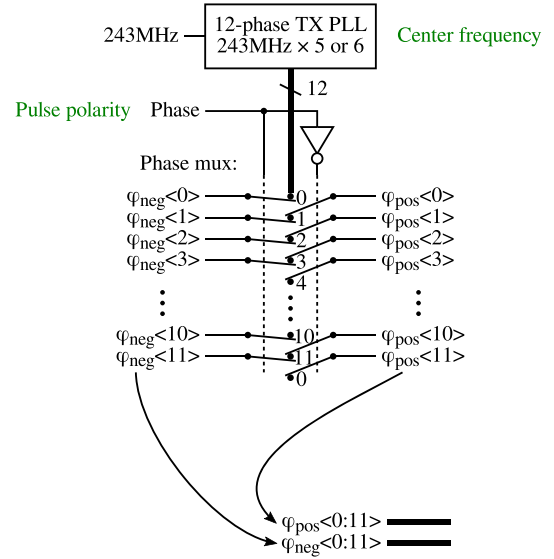 12-phase TX PLL
243MHz × 5 or 6
243MHz
Center frequency
12
Pulse polarity
Phase
Phase mux:
φneg<0> 0 φpos<0>
φneg<1> 1 φpos<1>
φneg<2> 2 φpos<2>
φneg<3> 3 φpos<3>
4
φneg<10> 10 φpos<10>
φneg<11> 11 φpos<11>
0
φpos<0:11>
φneg<0:11>